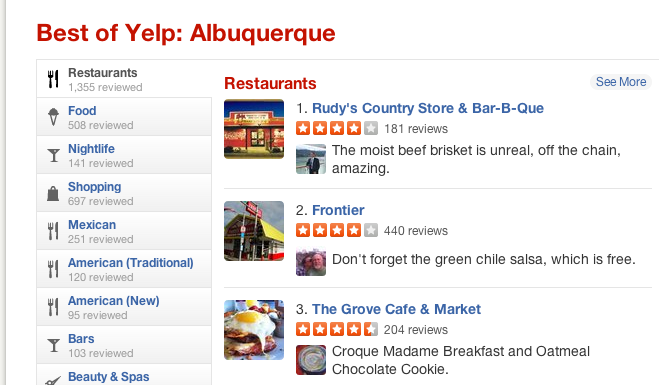 Best of Yelp: Albuquerque
Restaurants
1,355 reviewed
Food
508 reviewed
Nightlife
141 reviewed
Shopping
697 reviewed
Mexican
251 reviewed
American (Traditional)
120 reviewed
American (New)
95 reviewed
Bars
103 reviewed
Beauty & Spas
Restaurants
See More
1. Rudy's Country Store & Bar-B-Que
181 reviews
The moist beef brisket is unreal, off the chain,
amazing.
2. Frontier
440 reviews
Don't forget the green chile salsa, which is free.
3. The Grove Cafe & Market
204 reviews
Croque Madame Breakfast and Oatmeal
Chocolate Cookie.